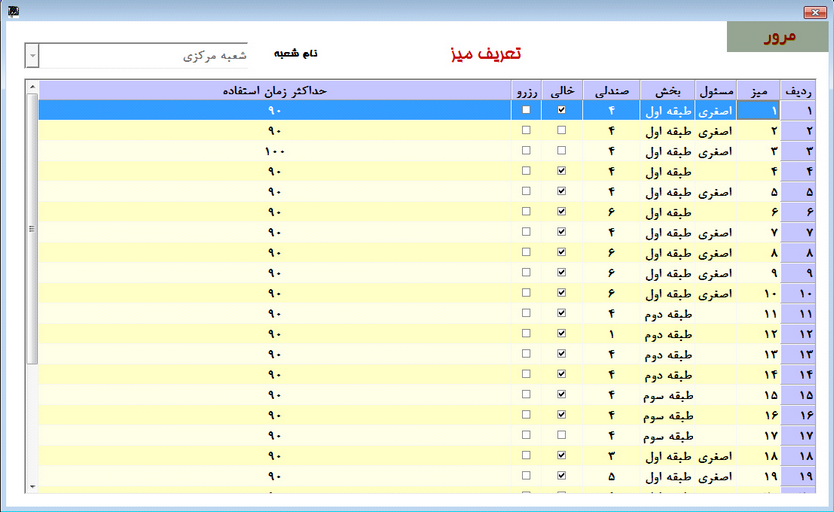 مرور
تعریف میز
نام شعبه شعبه مرکزی
ردیف میز مسئول بخش صندلی خالی رزرو حداکثر زمان استفاده
۱ ۱ اصغری طبقه اول ۴ ۹۰
۲ ۲ اصغری طبقه اول ۴ ۹۰
۳ ۳ اصغری طبقه اول ۴ ۱۰۰
۴ ۴ طبقه اول ۴ ۹۰
۵ ۵ اصغری طبقه اول ۴ ۹۰
۶ ۶ طبقه اول ۶ ۹۰
۷ ۷ اصغری طبقه اول ۴ ۹۰
۸ ۸ اصغری طبقه اول ۶ ۹۰
۹ ۹ اصغری طبقه اول ۶ ۹۰
۱۰ ۱۰ اصغری طبقه اول ۶ ۹۰
۱۱ ۱۱ طبقه دوم ۴ ۹۰
۱۲ ۱۲ طبقه دوم ۱ ۹۰
۱۳ ۱۳ طبقه دوم ۴ ۹۰
۱۴ ۱۴ طبقه دوم ۴ ۹۰
۱۵ ۱۵ طبقه سوم ۴ ۹۰
۱۶ ۱۶ طبقه سوم ۴ ۹۰
۱۷ ۱۷ طبقه سوم ۴ ۹۰
۱۸ ۱۸ اصغری طبقه اول ۳ ۹۰
۱۹ ۱۹ اصغری طبقه اول ۵ ۹۰